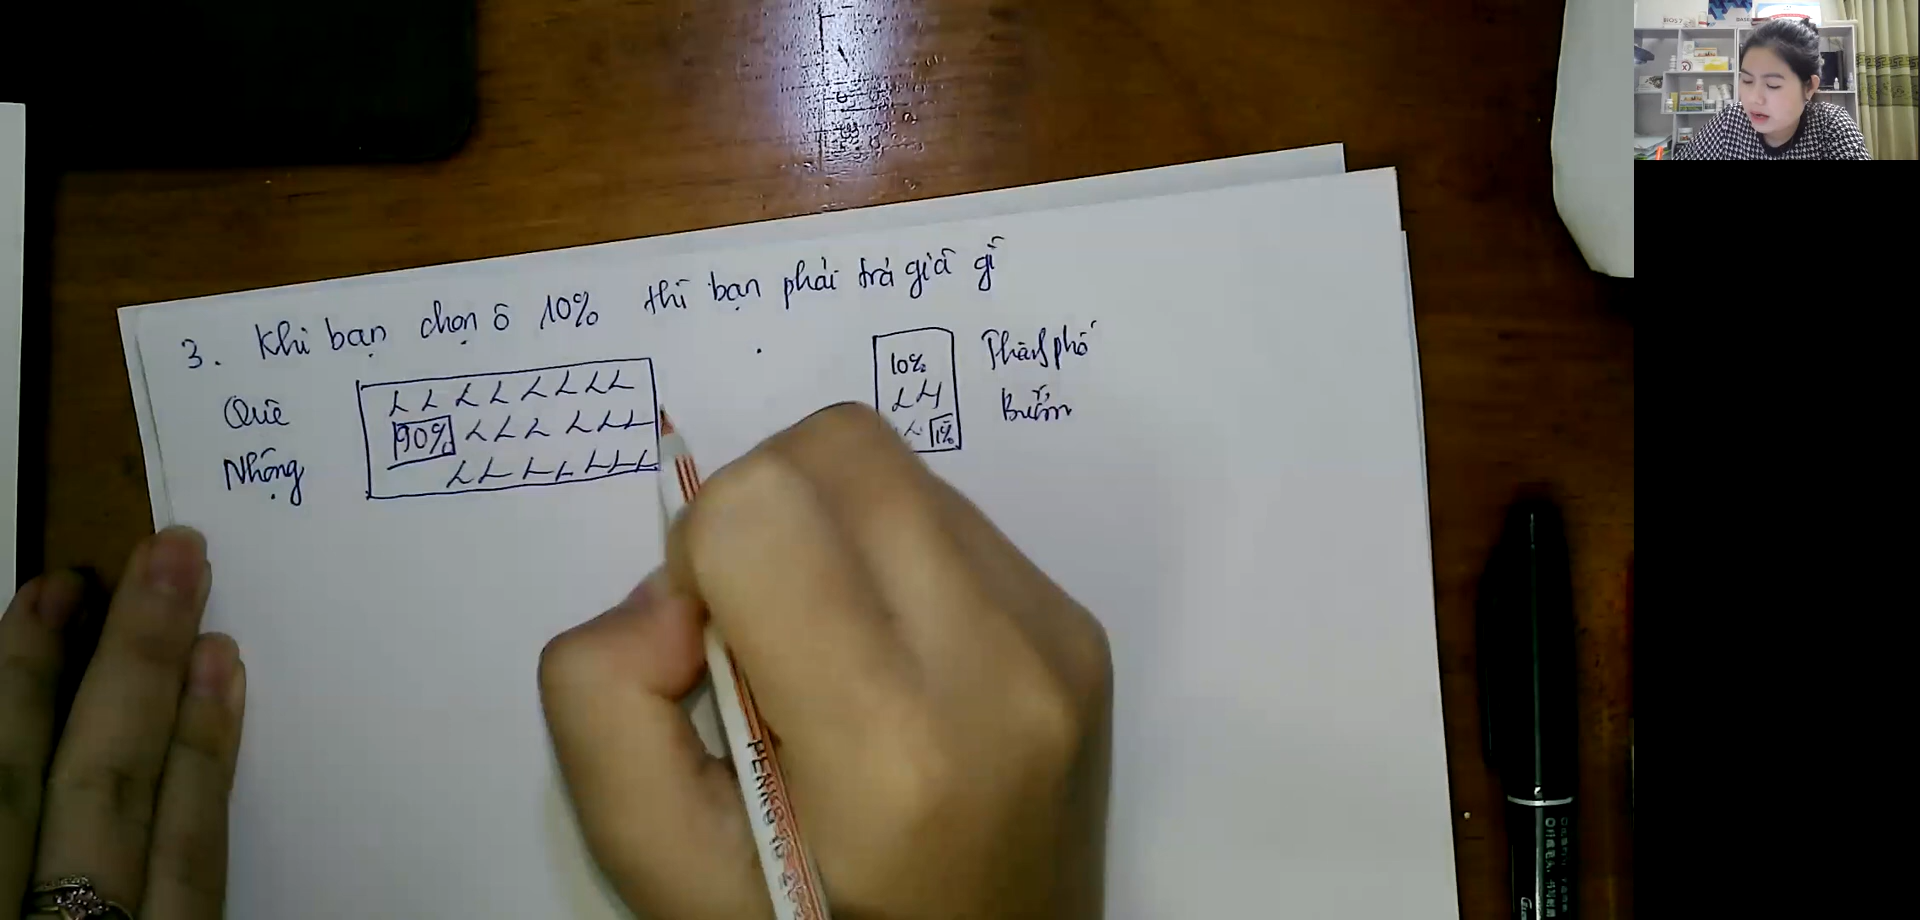 3. Khi bạn chọn ô 10% thì bạn phải trả giá gì
Quê
Nhộng
L L L L L L L L
90% L L L L L L
L L L L L L L
10%
L L H
1%
Thành phố
Bướm